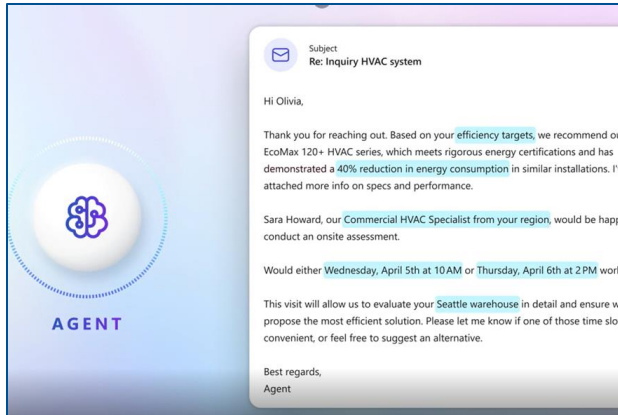 Subject
Re: Inquiry HVAC system
Hi Olivia,
Thank you for reaching out. Based on your efficiency targets, we recommend
EcoMax 120+ HVAC series, which meets rigorous energy certifications and has
demonstrated a 40% reduction in energy consumption in similar installations.
attached more info on specs and performance.
Sara Howard, our Commercial HVAC Specialist from your region, would be
conduct an onsite assessment.
Would either Wednesday, April 5th at 10 AM or Thursday, April 6th at 2 PM
This visit will allow us to evaluate your Seattle warehouse in detail and ensure
propose the most efficient solution. Please let me know if one of those time
convenient, or feel free to suggest an alternative.
Best regards,
Agent
AGENT